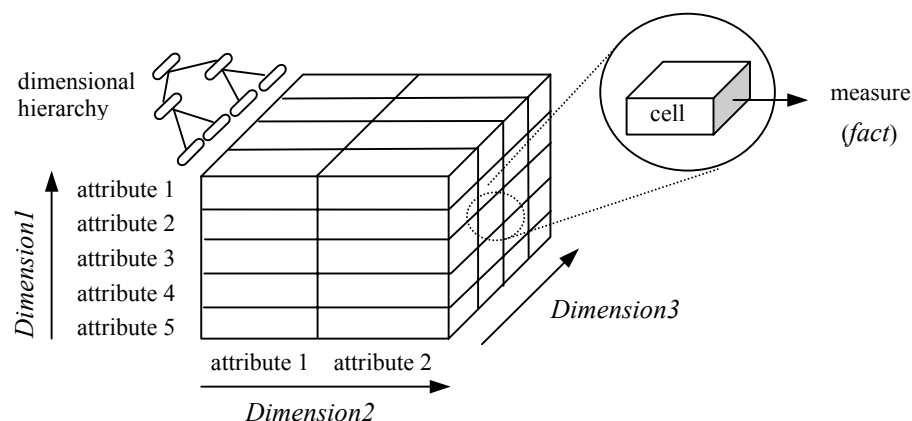 dimensional
hierarchy
cell
measure
(fact)
Dimension1
attribute 1
attribute 2
attribute 3
attribute 4
attribute 5
Dimension3
attribute 1 attribute 2
Dimension2